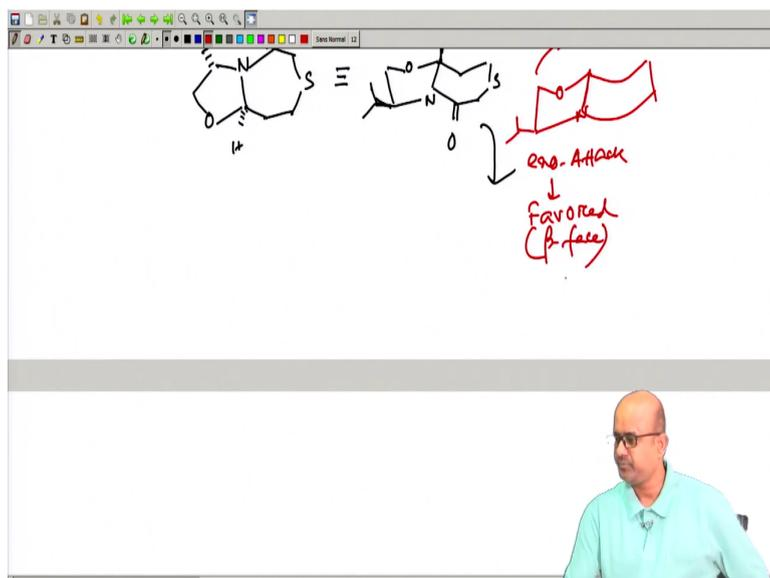 Sans Normal 12
N
S
O
H
≡
O
N
S
O
O
N
exo-Attack
↓
Favored
(β-face)